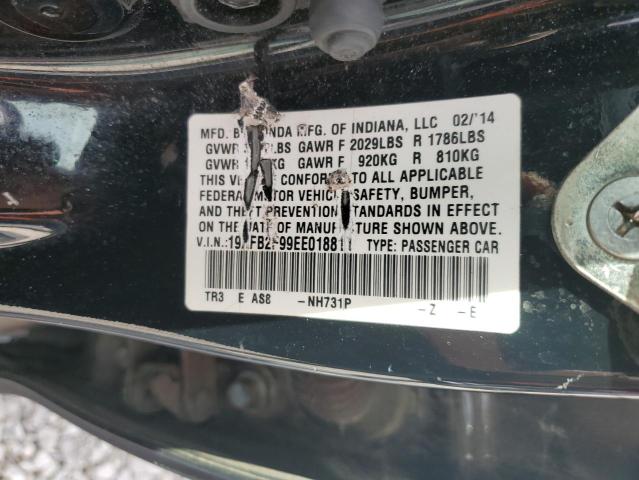 MFD. BY HONDA MFG. OF INDIANA, LLC 02/'14
GVWR LBS GAWR F 2029LBS R 1786LBS
GVWR KG GAWR F 920KG R 810KG
THIS VEHICLE CONFORMS TO ALL APPLICABLE
FEDERAL MOTOR VEHICLE SAFETY, BUMPER,
AND THEFT PREVENTION STANDARDS IN EFFECT
ON THE DATE OF MANUFACTURE SHOWN ABOVE.
V.I.N.: TYPE: PASSENGER CAR
TR3 E AS8 -NH731P -Z -E